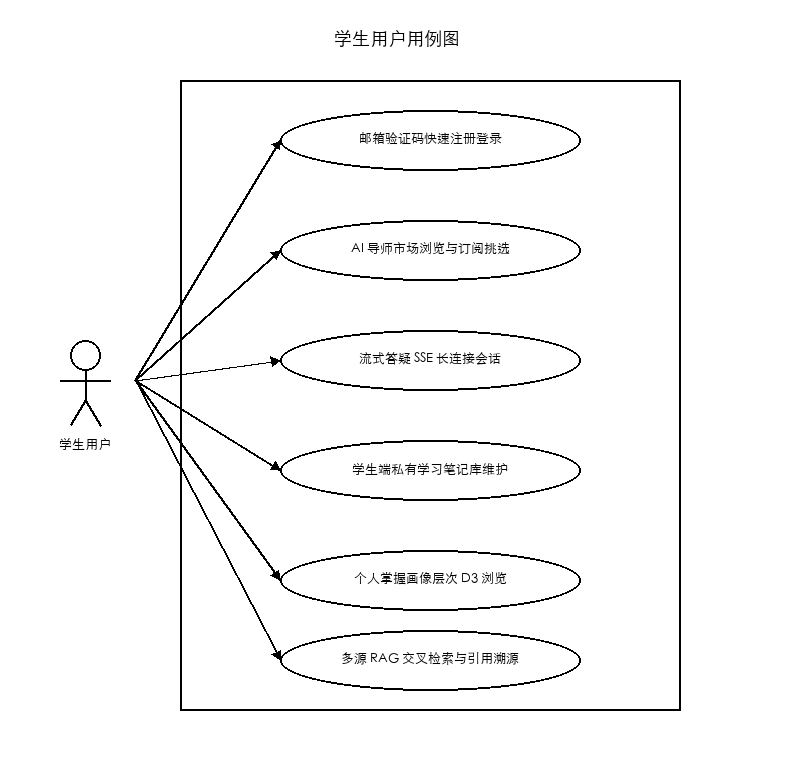 学生用户用例图
邮箱验证码快速注册登录
AI 导师市场浏览与订阅挑选
流式答疑 SSE 长连接会话
学生用户
学生端私有学习笔记库维护
个人掌握画像层次 D3 浏览
多源 RAG 交叉检索与引用溯源